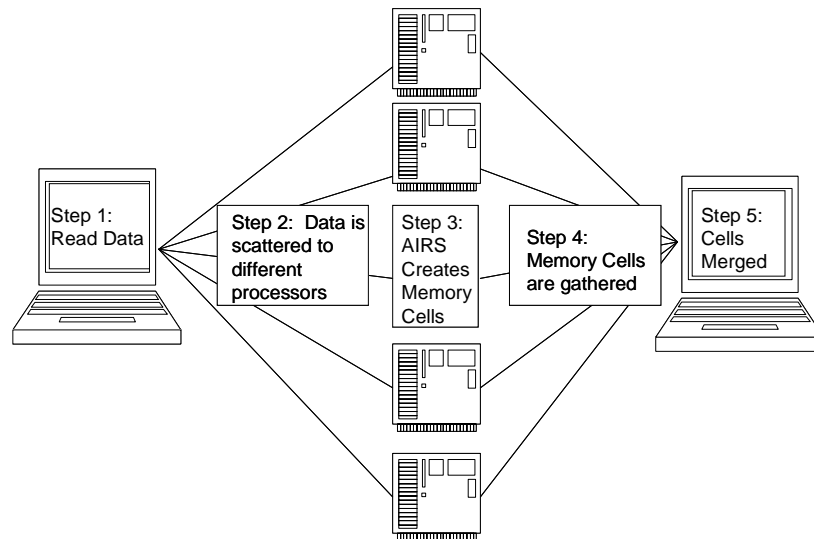 Step 1:
Read Data
Step 2:  Data is
scattered to
different
processors
Step 3:
AIRS
Creates
Memory
Cells
Step 4:
Memory Cells
are gathered
Step 5:
Cells
Merged